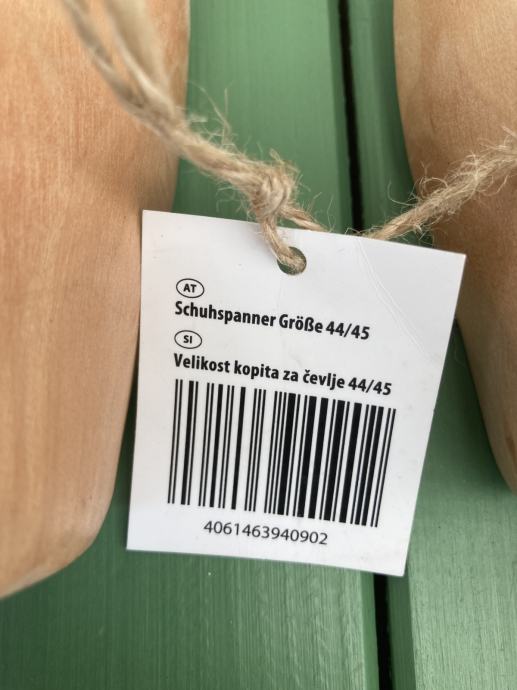 AT
Schuhspanner Größe 44/45
SI
Velikost kopita za čevlje 44/45
4061463940902